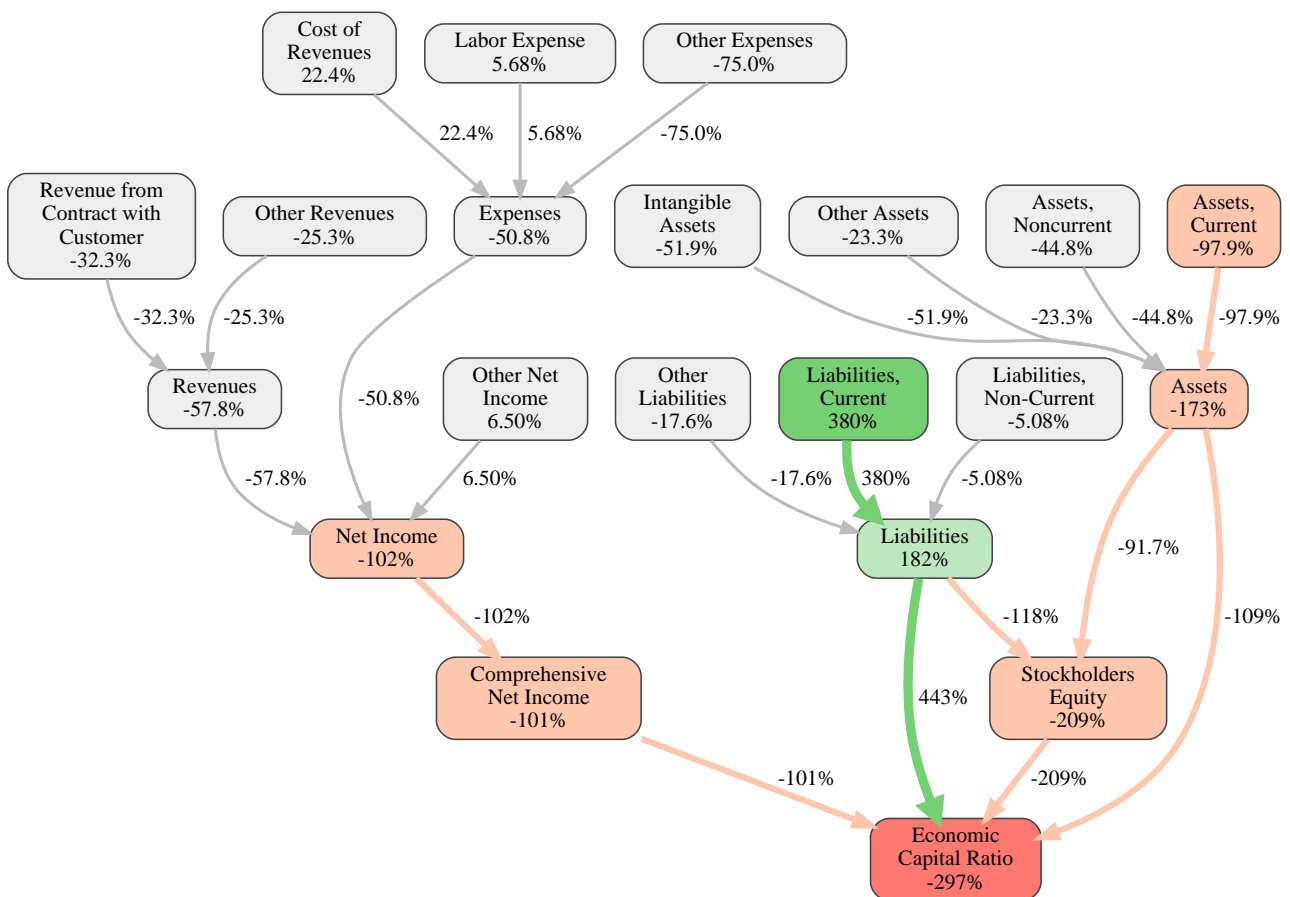 Cost of
Revenues
22.4%
Labor Expense
5.68%
Other Expenses
-75.0%
22.4%
5.68%
-75.0%
Revenue from
Contract with
Customer
-32.3%
Other Revenues
-25.3%
Expenses
-50.8%
Intangible
Assets
-51.9%
Other Assets
-23.3%
Assets,
Noncurrent
-44.8%
Assets,
Current
-97.9%
-32.3%
-25.3%
-51.9%
-23.3%
-44.8%
-97.9%
Revenues
-57.8%
-50.8%
Other Net
Income
6.50%
Other
Liabilities
-17.6%
Liabilities,
Current
380%
Liabilities,
Non-Current
-5.08%
Assets
-173%
-57.8%
6.50%
-17.6%
380%
-5.08%
Net Income
-102%
Liabilities
182%
-91.7%
-102%
-118%
-109%
Comprehensive
Net Income
-101%
443%
Stockholders
Equity
-209%
-101%
-209%
Economic
Capital Ratio
-297%